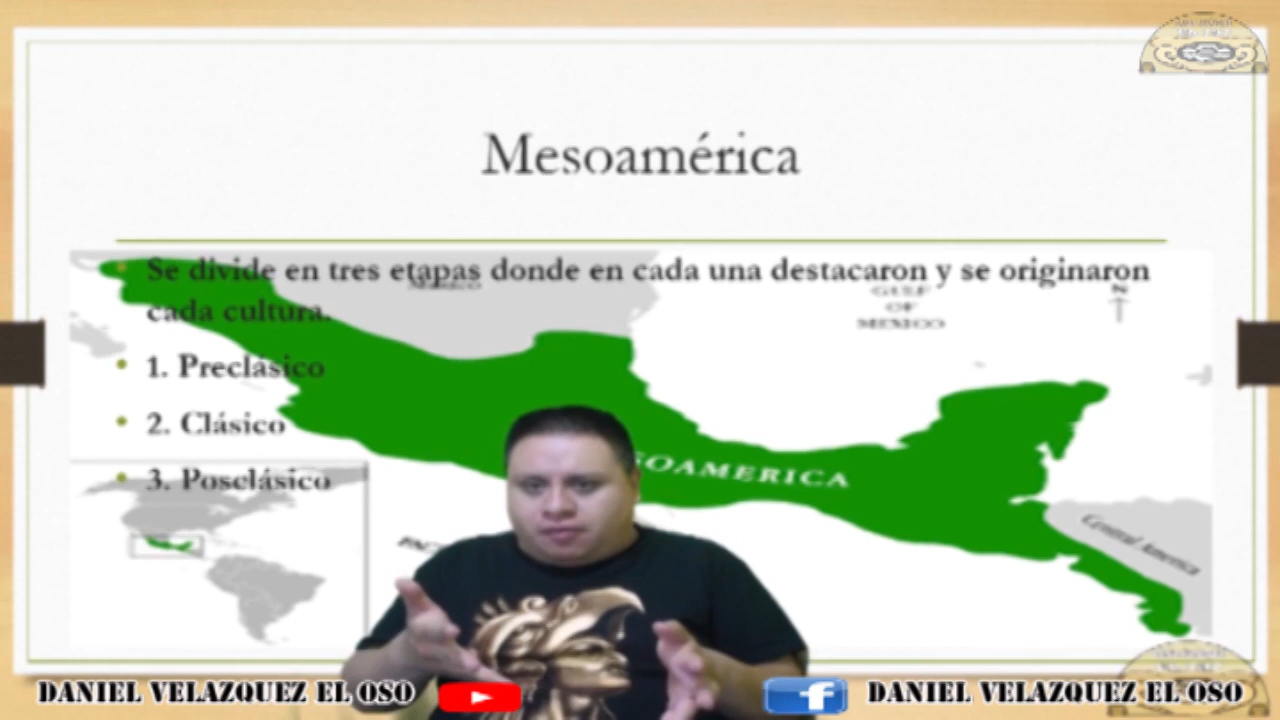 Mesoamérica
Se divide en tres etapas donde en cada una destacaron y se originaron
cada cultura.
1. Preclásico
2. Clásico
3. Posclásico
GULF
OF
MEXICO
N
SOAMERICA
Central America
DANIEL VELAZQUEZ EL OSO
DANIEL VELAZQUEZ EL OSO